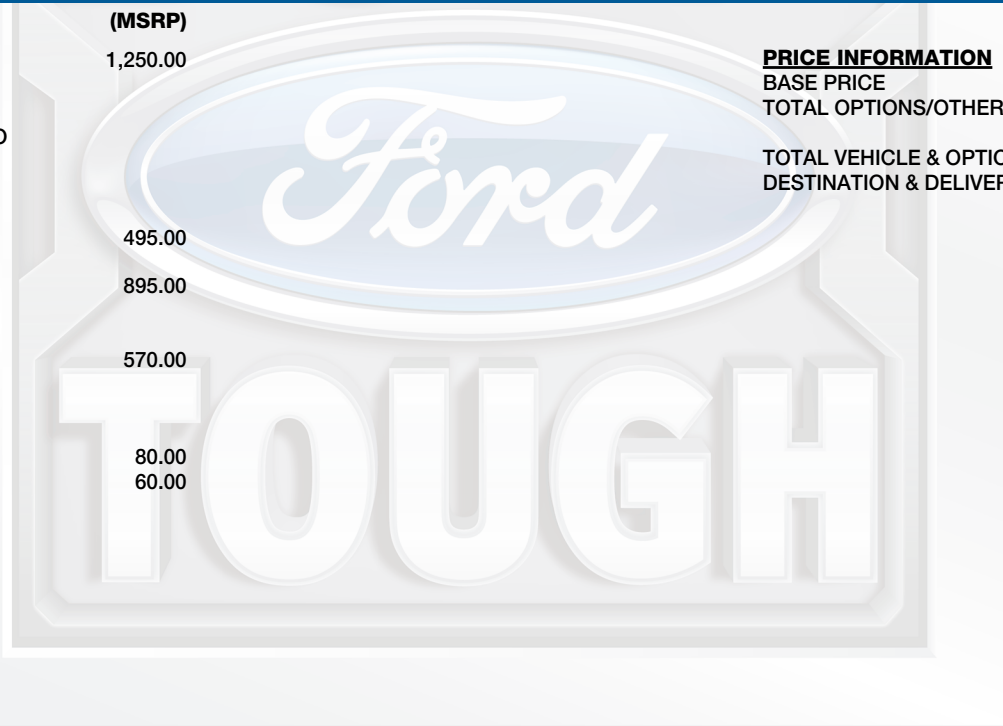 (MSRP)
1,250.00
495.00
895.00
570.00
80.00
60.00
PRICE INFORMATION
BASE PRICE
TOTAL OPTIONS/OTHER
TOTAL VEHICLE & OPTIO
DESTINATION & DELIVER
Ford
TOUGH